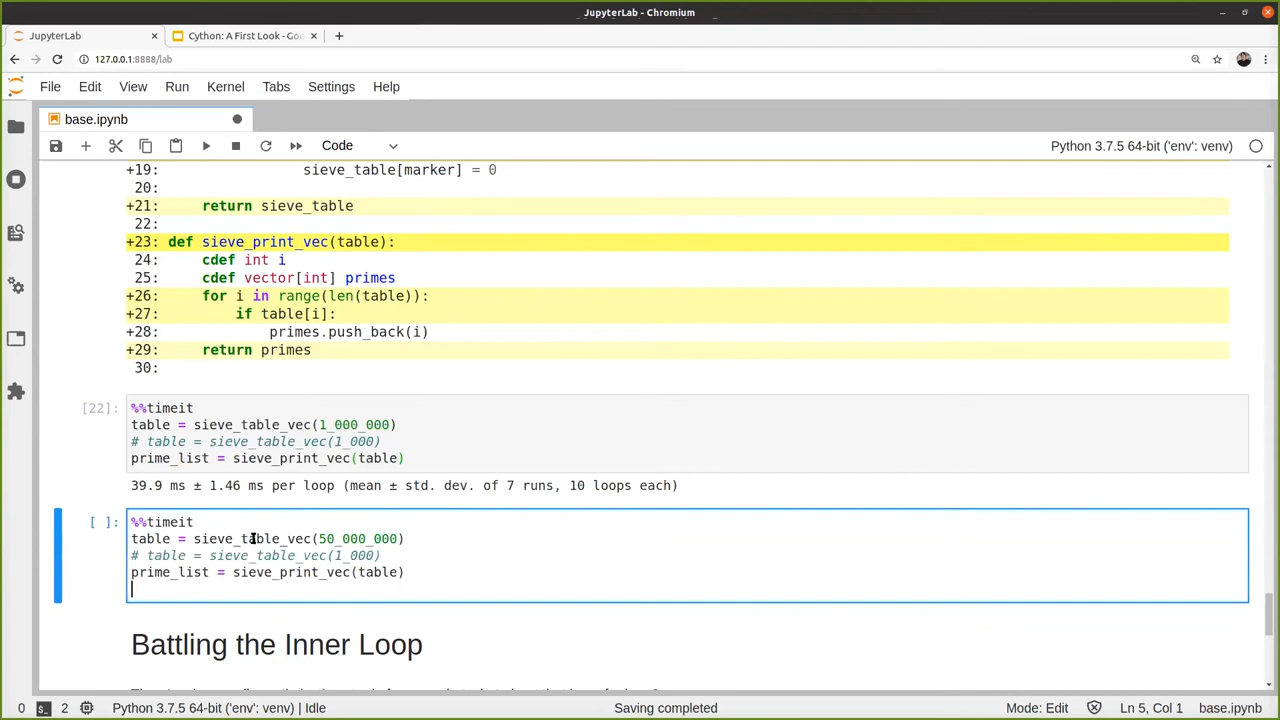 JupyterLab - Chromium
JupyterLab
Cython: A First Look - Goo
127.0.0.1:8888/lab
File Edit View Run Kernel Tabs Settings Help
base.ipynb
Code
Python 3.7.5 64-bit ('env': venv)
+19: sieve_table[marker] = 0
20:
+21: return sieve_table
22:
+23: def sieve_print_vec(table):
24: cdef int i
25: cdef vector[int] primes
+26: for i in range(len(table)):
+27: if table[i]:
+28: primes.push_back(i)
+29: return primes
30:
[22]: %%timeit
table = sieve_table_vec(1_000_000)
# table = sieve_table_vec(1_000)
prime_list = sieve_print_vec(table)
39.9 ms ± 1.46 ms per loop (mean ± std. dev. of 7 runs, 10 loops each)
[ ]: %%timeit
table = sieve_table_vec(50_000_000)
# table = sieve_table_vec(1_000)
prime_list = sieve_print_vec(table)
Battling the Inner Loop
0 2 Python 3.7.5 64-bit ('env': venv) | Idle Saving completed Mode: Edit Ln 5, Col 1 base.ipynb